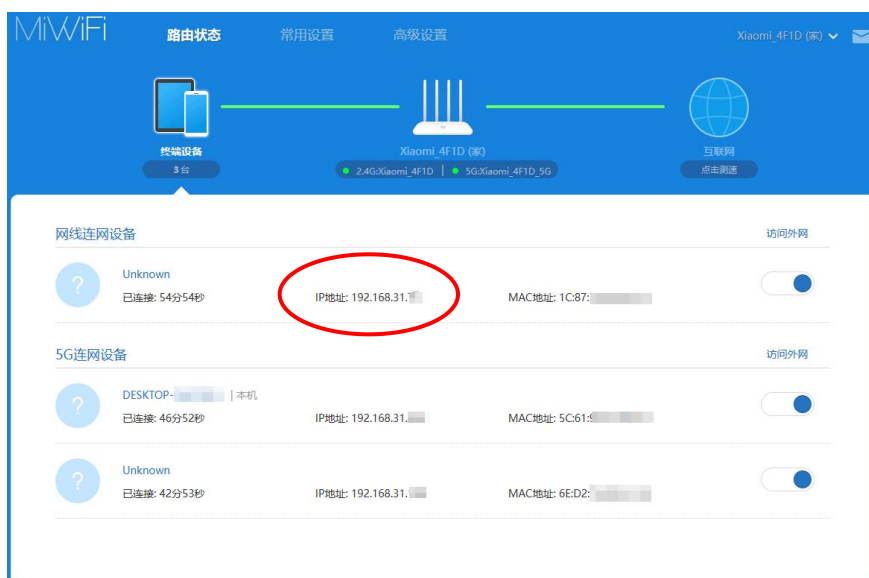 MiWiFi 路由状态 常用设置 高级设置 Xiaomi_4F1D (家)
终端设备 Xiaomi_4F1D (家) 互联网
3台 2.4G:Xiaomi_4F1D | 5G:Xiaomi_4F1D_5G 点击测速
网线连网设备 访问外网
Unknown
已连接: 54分54秒 IP地址: 192.168.31. MAC地址: 1C:87:
5G连网设备 访问外网
DESKTOP- | 本机
已连接: 46分52秒 IP地址: 192.168.31. MAC地址: 5C:61:
Unknown
已连接: 42分53秒 IP地址: 192.168.31. MAC地址: 6E:D2: